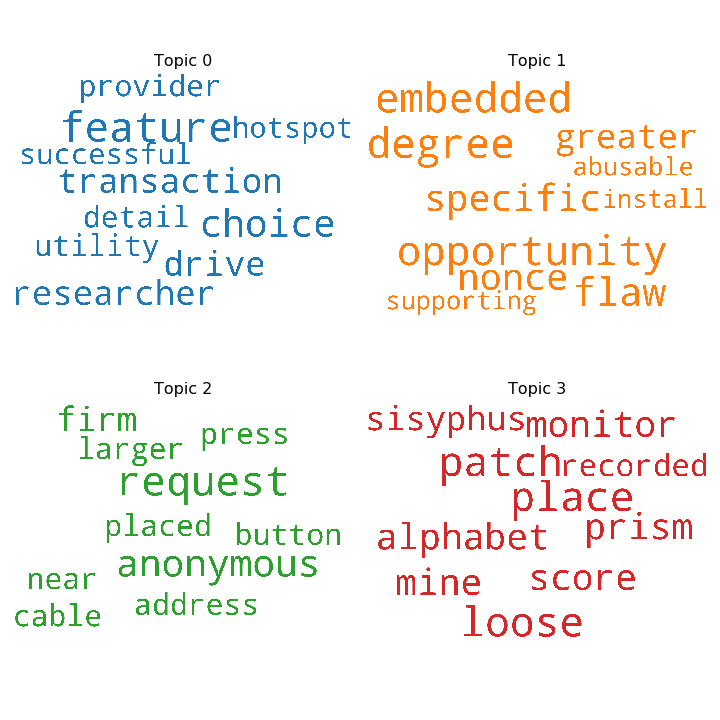 Topic 0
provider
feature
hotspot
successful
transaction
detail
choice
utility
drive
researcher
Topic 1
embedded
degree
greater
abusable
specific
install
opportunity
nonce
flaw
supporting
Topic 2
firm
press
larger
request
placed
button
anonymous
near
address
cable
Topic 3
sisyphus
monitor
patch
recorded
place
prism
alphabet
mine
score
loose